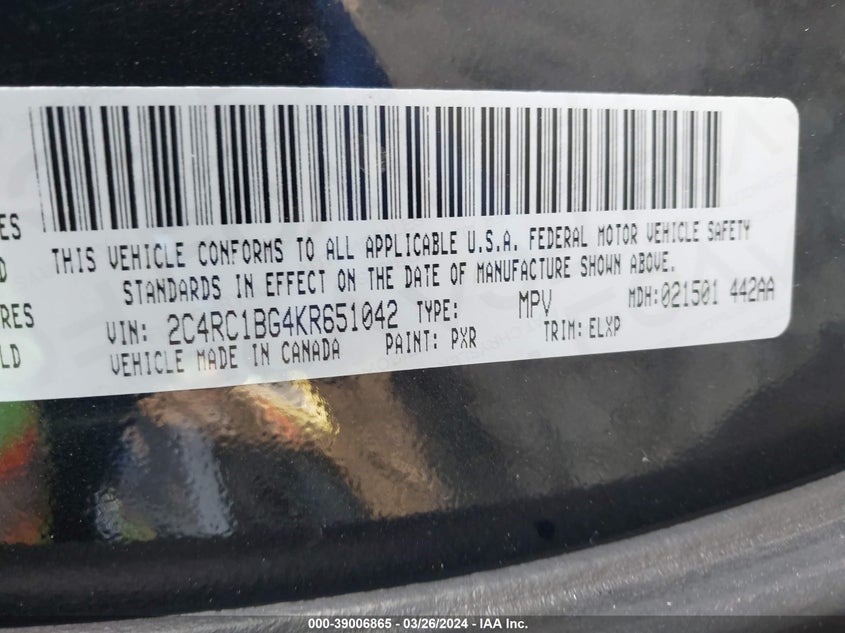 ES
THIS VEHICLE CONFORMS TO ALL APPLICABLE U.S.A. FEDERAL MOTOR VEHICLE SAFETY
D
STANDARDS IN EFFECT ON THE DATE OF MANUFACTURE SHOWN ABOVE.
RES
VIN: 2C4RC1BG4KR651042 TYPE: MPV MDH:021501 442AA
LD
VEHICLE MADE IN CANADA PAINT: PXR TRIM: ELXP
000-39006865 - 03/26/2024 - IAA Inc.